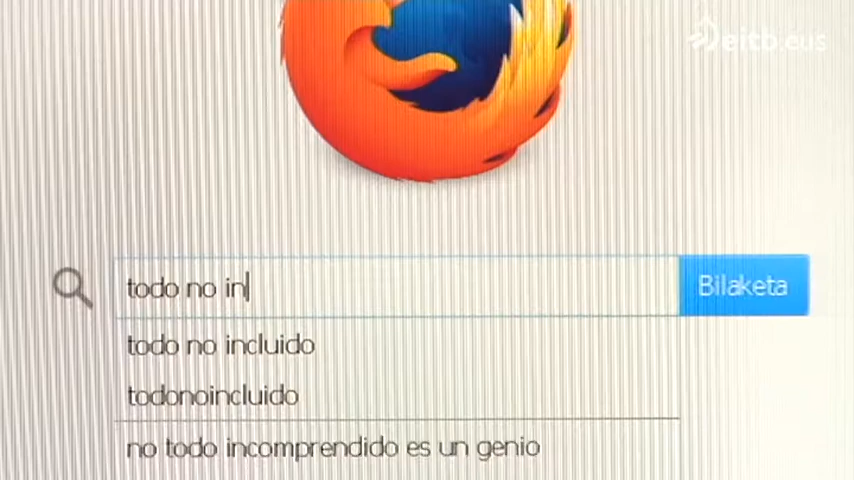 eitb.eus
todo no in
Bilaketa
todo no incluido
todonoincluido
no todo incomprendido es un genio